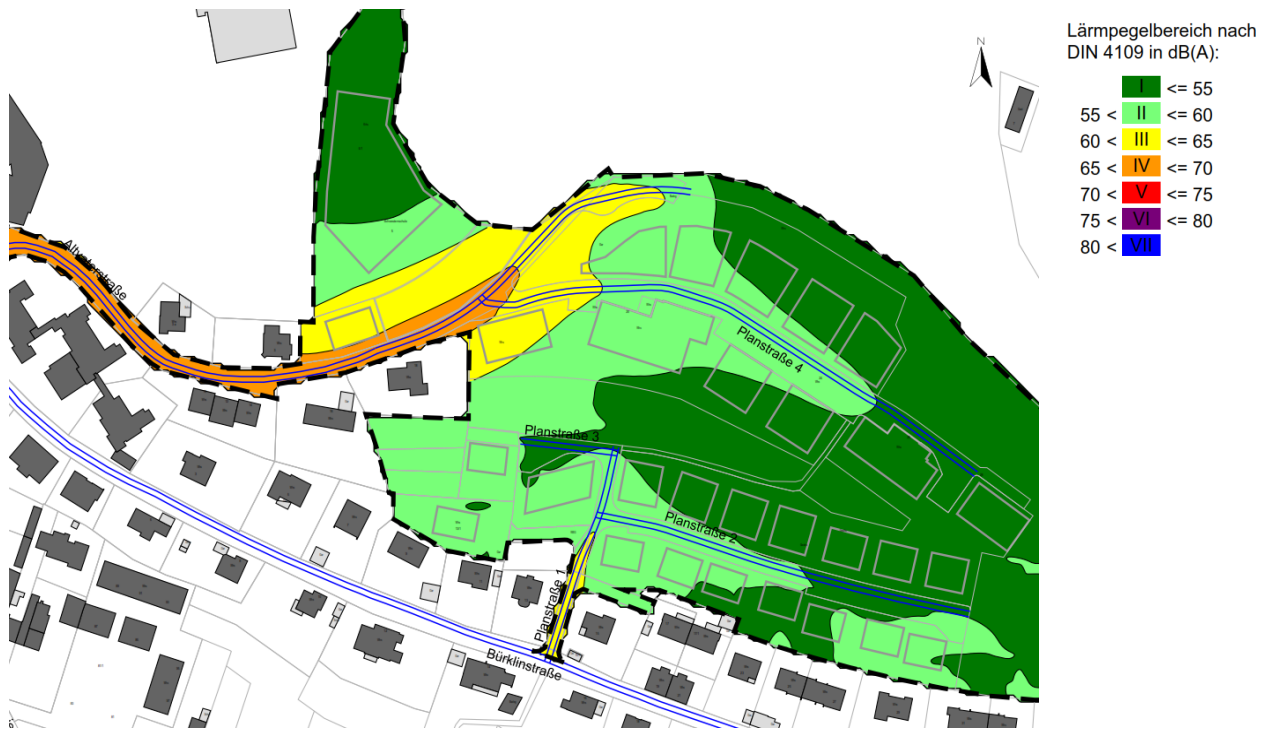 Lärmpegelbereich nach
DIN 4109 in dB(A):
I <= 55
55 < II <= 60
60 < III <= 65
65 < IV <= 70
70 < V <= 75
75 < VI <= 80
80 < VII
N
Altvaterstraße
Planstraße 4
Planstraße 3
Planstraße 2
Planstraße 1
Bürklinstraße